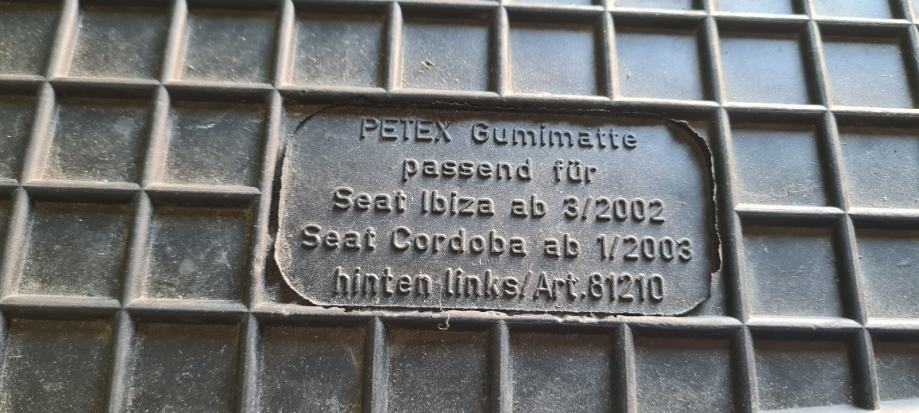 PETEX Gumimatte
passend für
Seat Ibiza ab 3/2002
Seat Cordoba ab 1/2003
hinten links/Art.81210